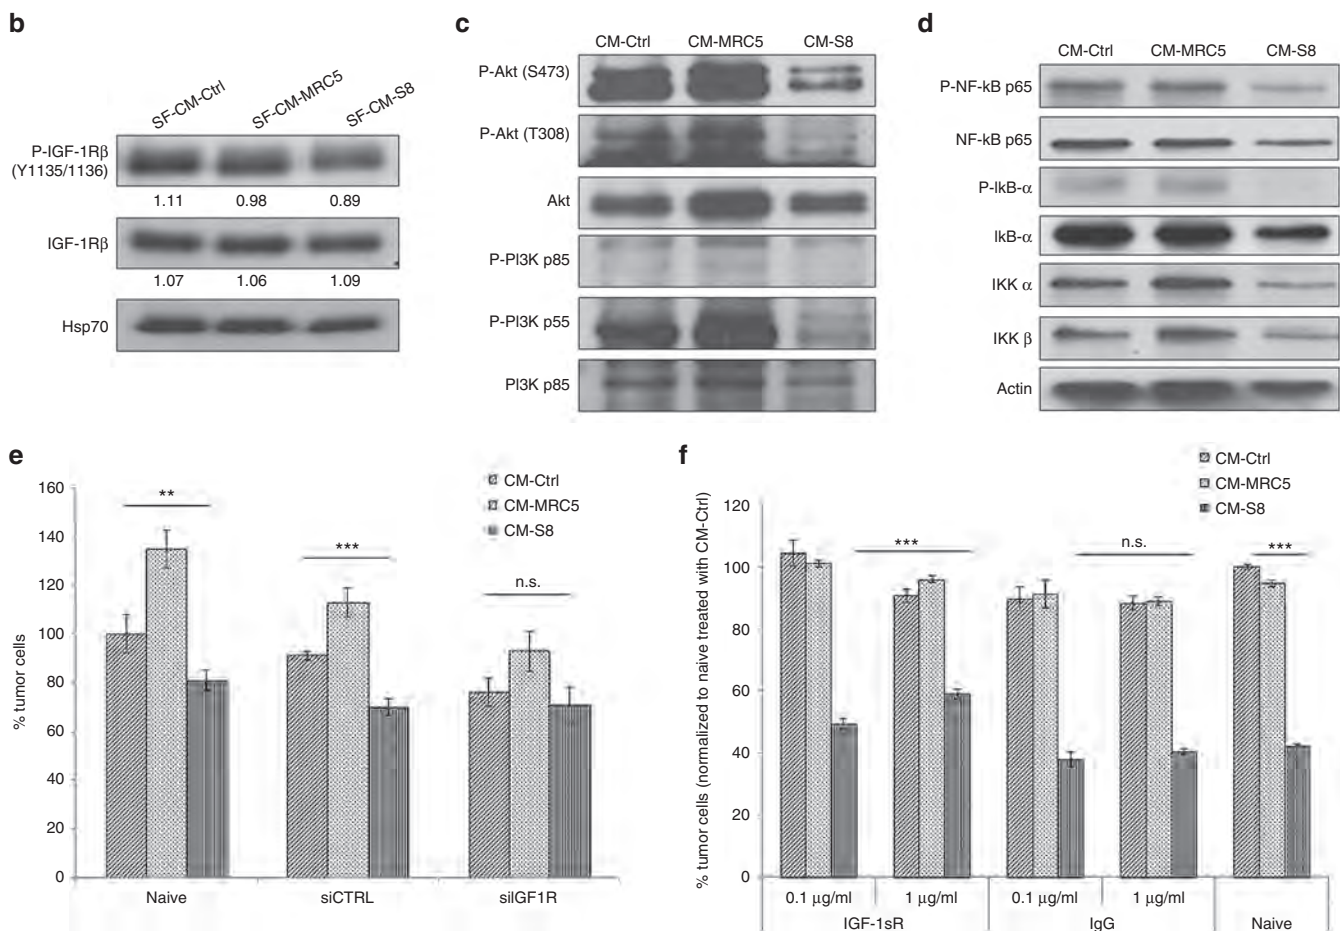 b
SF-CM-Ctrl
SF-CM-MRC5
SF-CM-S8
P-IGF-1Rβ
(Y1135/1136)
1.11 0.98 0.89
IGF-1Rβ
1.07 1.06 1.09
Hsp70
c
CM-Ctrl CM-MRC5 CM-S8
P-Akt (S473)
P-Akt (T308)
Akt
P-PI3K p85
P-PI3K p55
PI3K p85
d
CM-Ctrl CM-MRC5 CM-S8
P-NF-kB p65
NF-kB p65
P-IkB-α
IkB-α
IKK α
IKK β
Actin
e
CM-Ctrl
CM-MRC5
CM-S8
% tumor cells
160
140
120
100
80
60
40
20
0
**
***
n.s.
Naive siCTRL siIGF1R
f
CM-Ctrl
CM-MRC5
CM-S8
% tumor cells (normalized to naive treated with CM-Ctrl)
120
100
80
60
40
20
0
***
n.s.
***
0.1 µg/ml 1 µg/ml 0.1 µg/ml 1 µg/ml
IGF-1sR IgG Naive